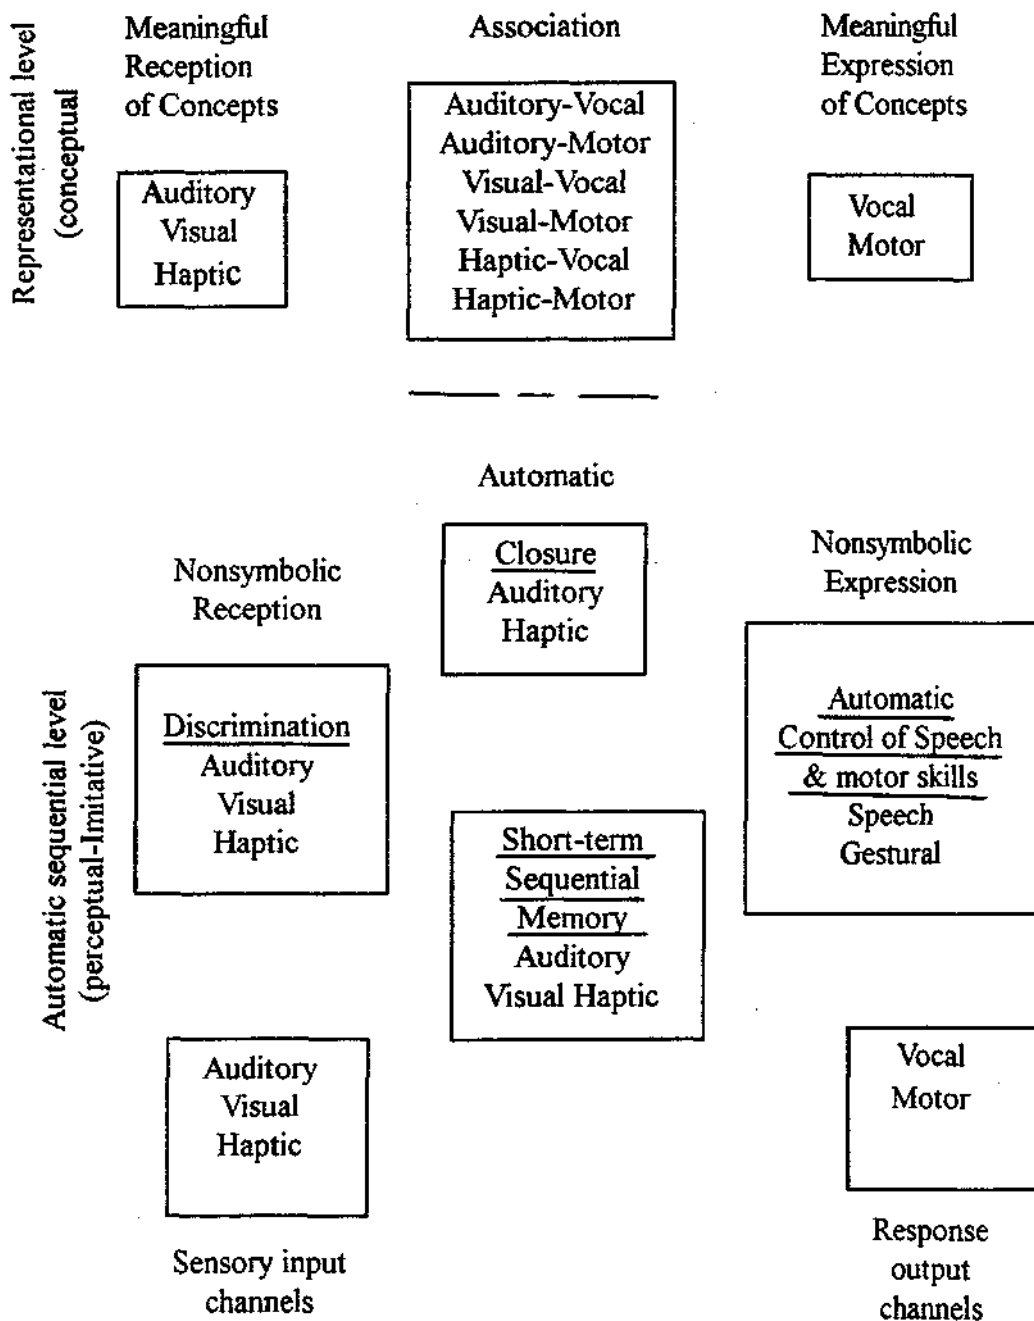 Representational level
(conceptual
Meaningful
Reception
of Concepts
Auditory
Visual
Haptic
Association
Auditory-Vocal
Auditory-Motor
Visual-Vocal
Visual-Motor
Haptic-Vocal
Haptic-Motor
Meaningful
Expression
of Concepts
Vocal
Motor
Automatic sequential level
(perceptual-Imitative)
Nonsymbolic
Reception
Discrimination
Auditory
Visual
Haptic
Automatic
Closure
Auditory
Haptic
Short-term
Sequential
Memory
Auditory
Visual Haptic
Nonsymbolic
Expression
Automatic
Control of Speech
& motor skills
Speech
Gestural
Auditory
Visual
Haptic
Sensory input
channels
Vocal
Motor
Response
output
channels